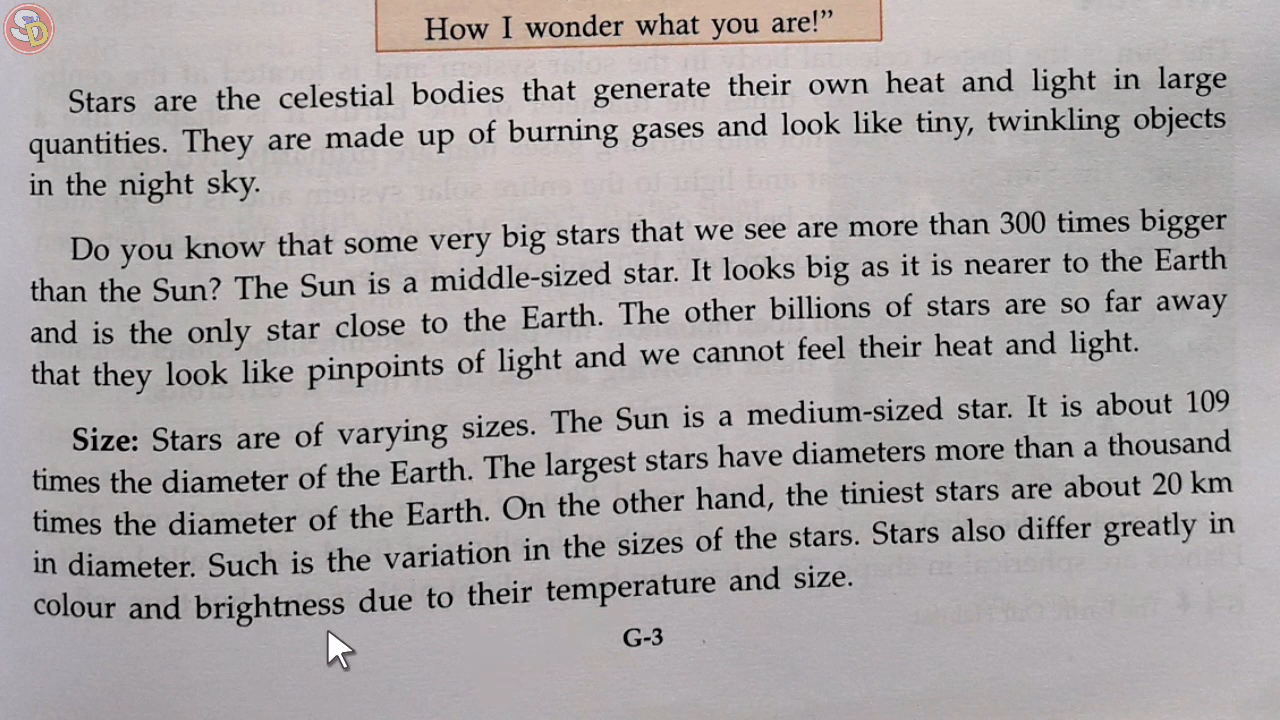 SD
How I wonder what you are!”
Stars are the celestial bodies that generate their own heat and light in large
quantities. They are made up of burning gases and look like tiny, twinkling objects
in the night sky.
Do you know that some very big stars that we see are more than 300 times bigger
than the Sun? The Sun is a middle-sized star. It looks big as it is nearer to the Earth
and is the only star close to the Earth. The other billions of stars are so far away
that they look like pinpoints of light and we cannot feel their heat and light.
Size: Stars are of varying sizes. The Sun is a medium-sized star. It is about 109
times the diameter of the Earth. The largest stars have diameters more than a thousand
times the diameter of the Earth. On the other hand, the tiniest stars are about 20 km
in diameter. Such is the variation in the sizes of the stars. Stars also differ greatly in
colour and brightness due to their temperature and size.
G-3